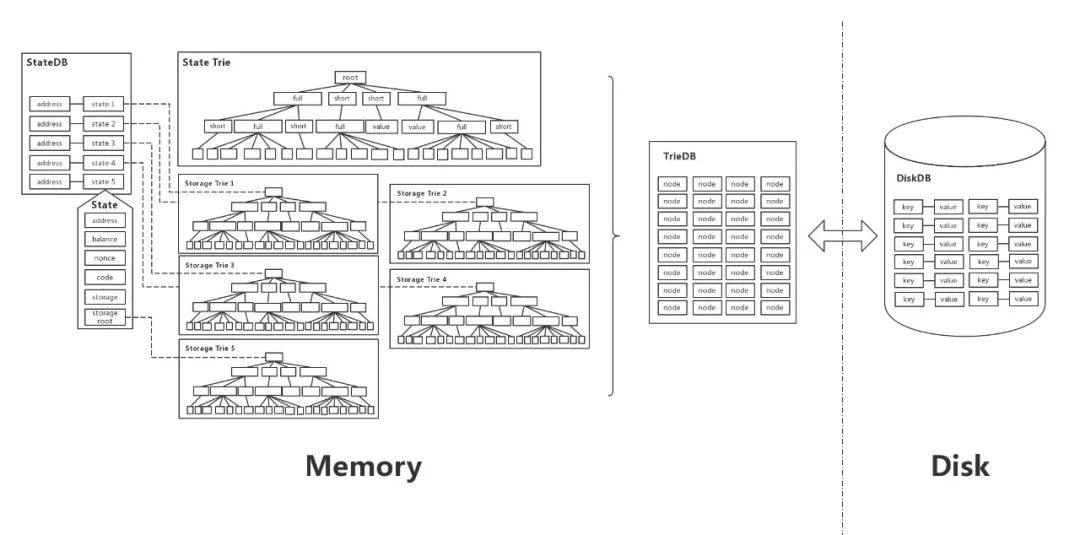 StateDB
address state 1
address state 2
address state 3
address state 4
address state 5
State
address
balance
nonce
code
storage
storage
root
State Trie
root
full short short full
short full short full value value full short
Storage Trie 1
Storage Trie 2
Storage Trie 3
Storage Trie 4
Storage Trie 5
TrieDB
node node node node
node node node node
node node node node
node node node node
node node node node
node node node node
node node node node
node node node node
DiskDB
key value key value
key value key value
key value key value
key value key value
key value key value
key value key value
Memory
Disk